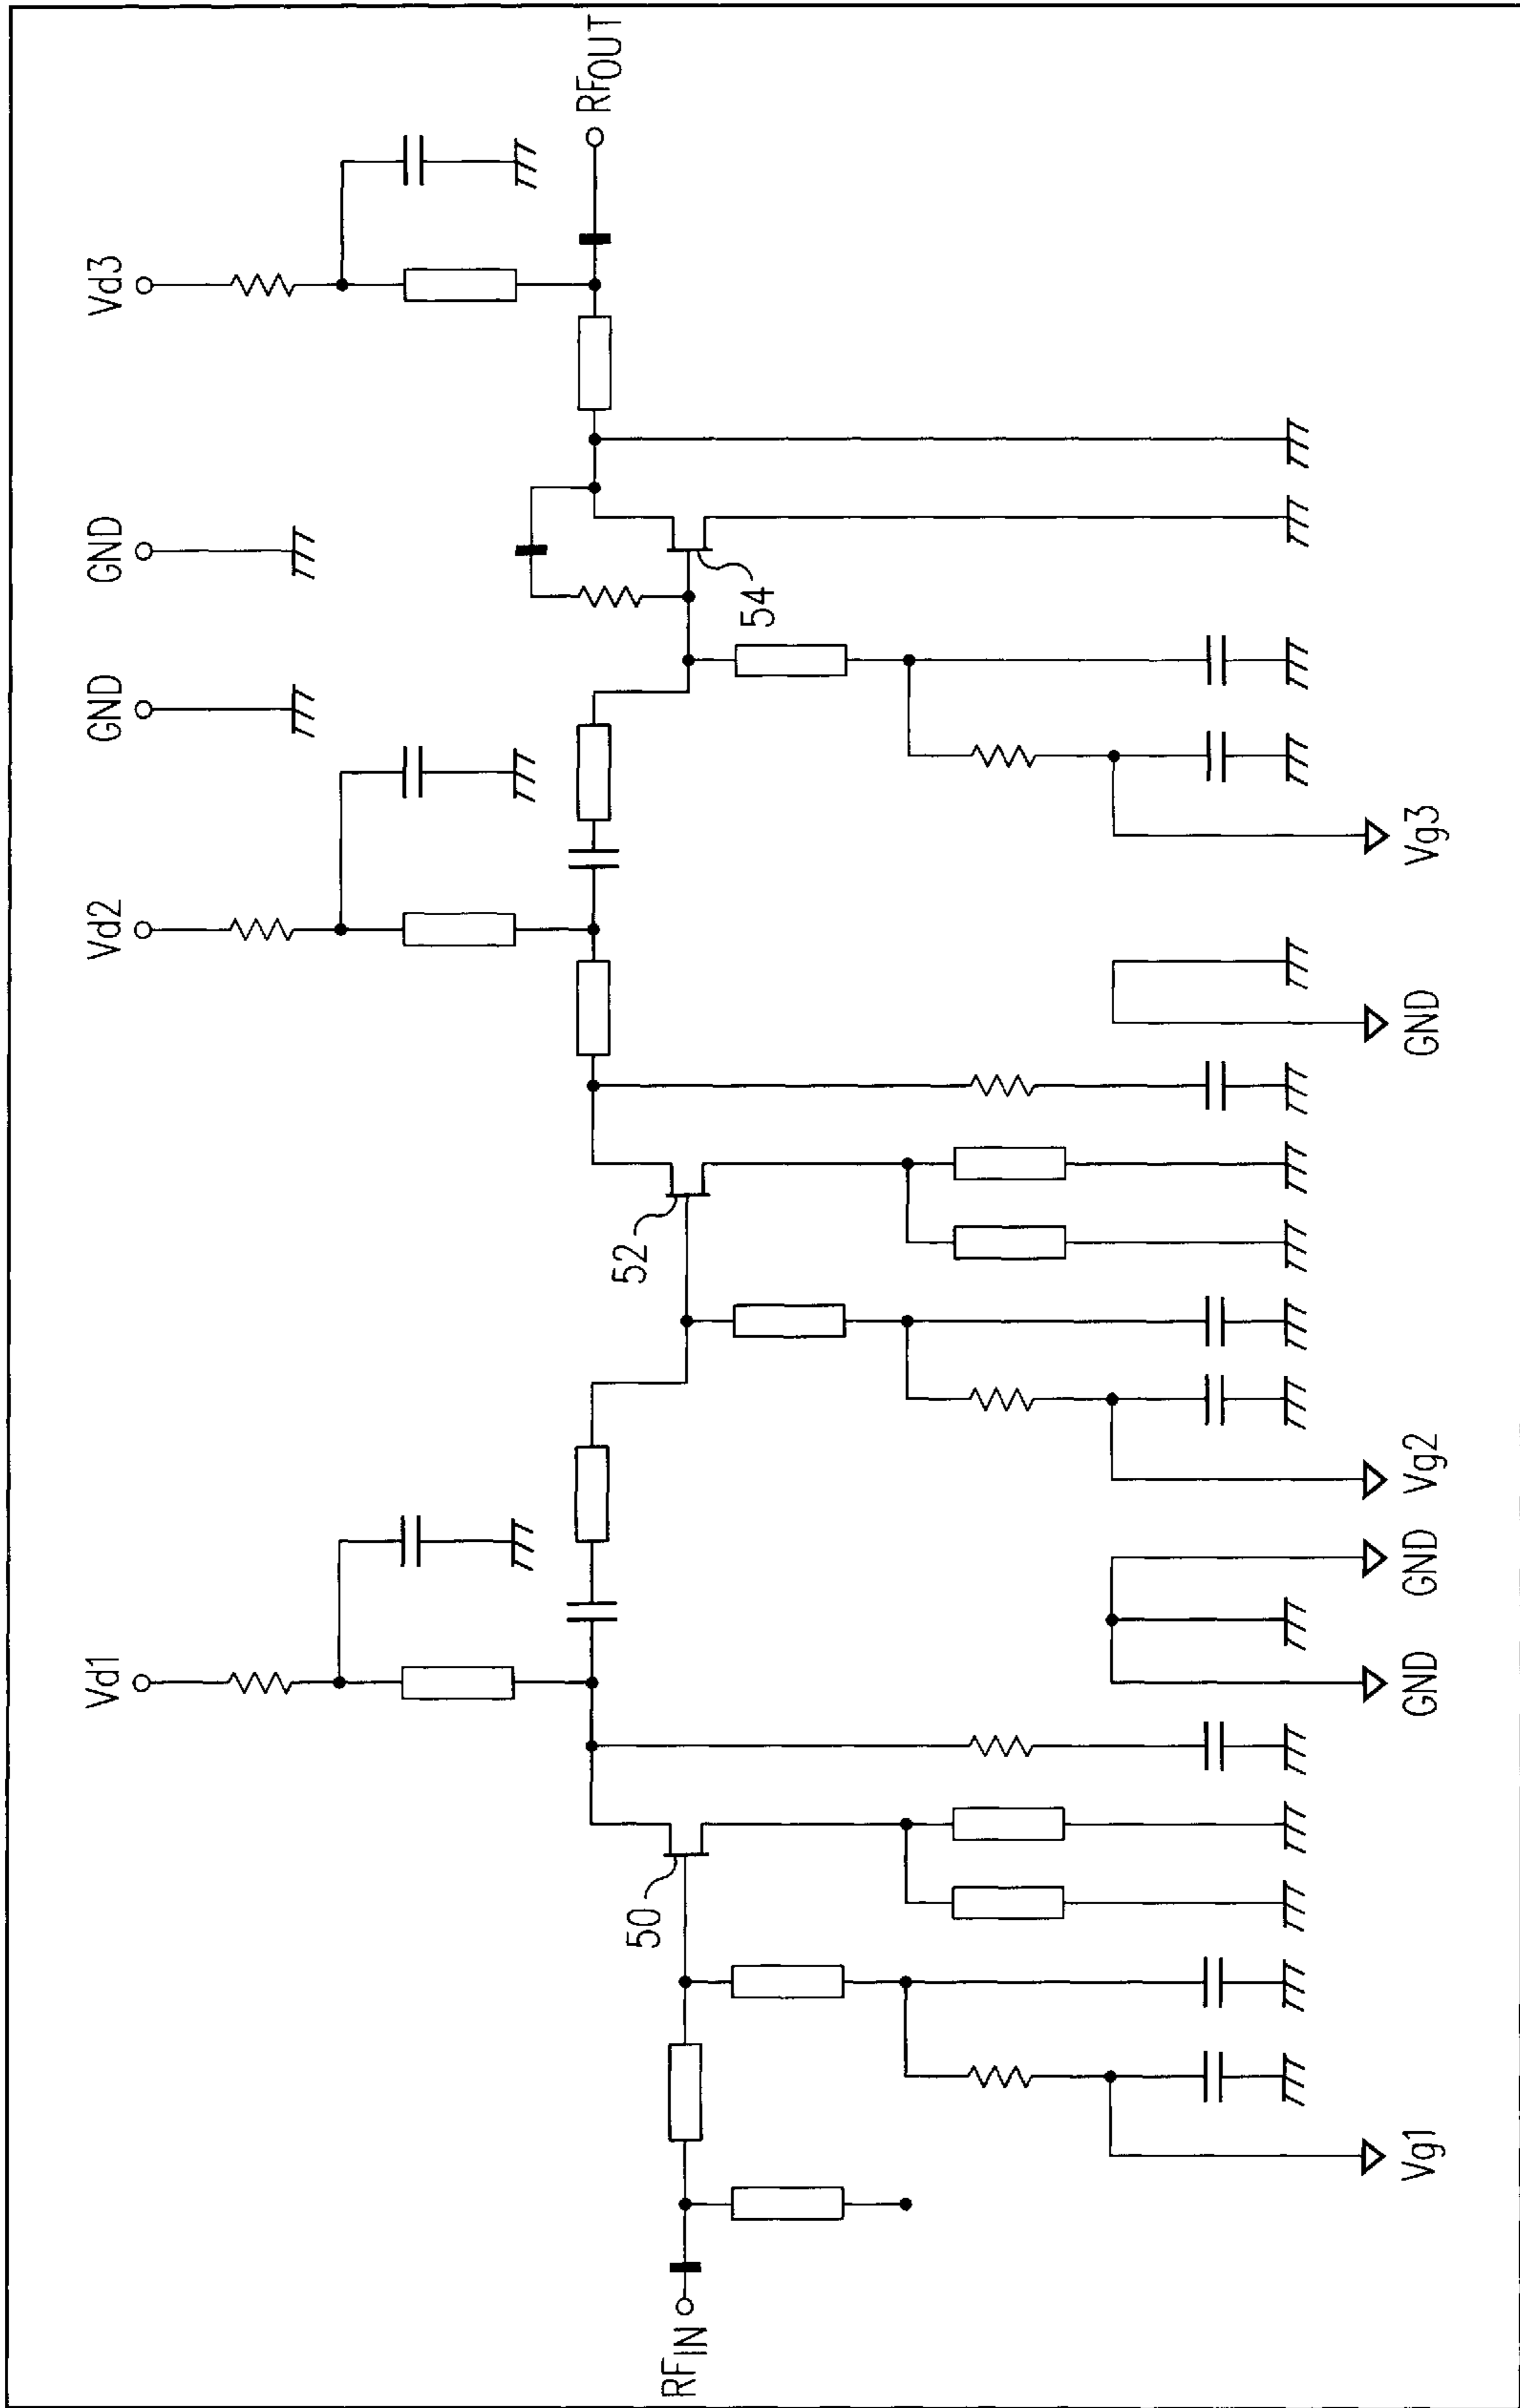 Vd1
Vd2
GND
GND
Vd3
RFIN
50
52
54
RFOUT
Vg1
GND
GND
Vg2
GND
Vg3